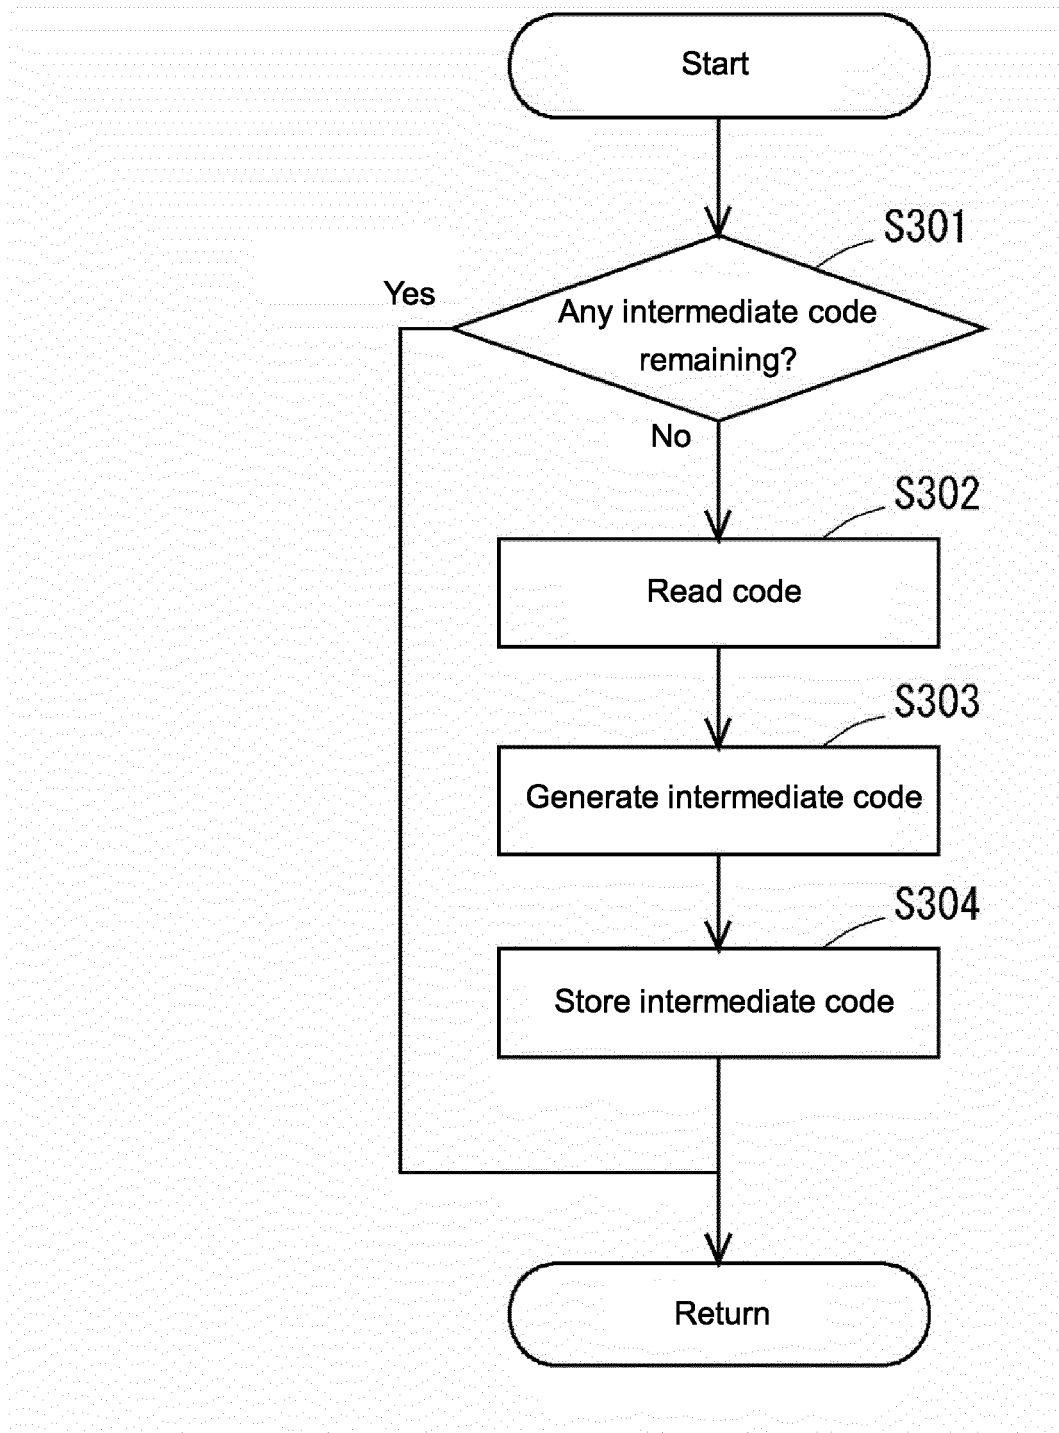 Start
S301
Yes
Any intermediate code
remaining?
No
S302
Read code
S303
Generate intermediate code
S304
Store intermediate code
Return